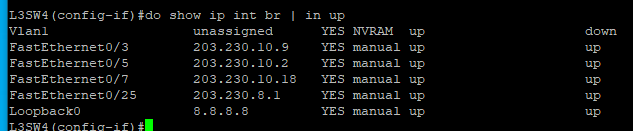 L3SW4(config-if)#do show ip int br | in up
Vlan1 unassigned YES NVRAM up down
FastEthernet0/3 203.230.10.9 YES manual up up
FastEthernet0/5 203.230.10.2 YES manual up up
FastEthernet0/7 203.230.10.18 YES manual up up
FastEthernet0/25 203.230.8.1 YES manual up up
Loopback0 8.8.8.8 YES manual up up
L3SW4(config-if)#